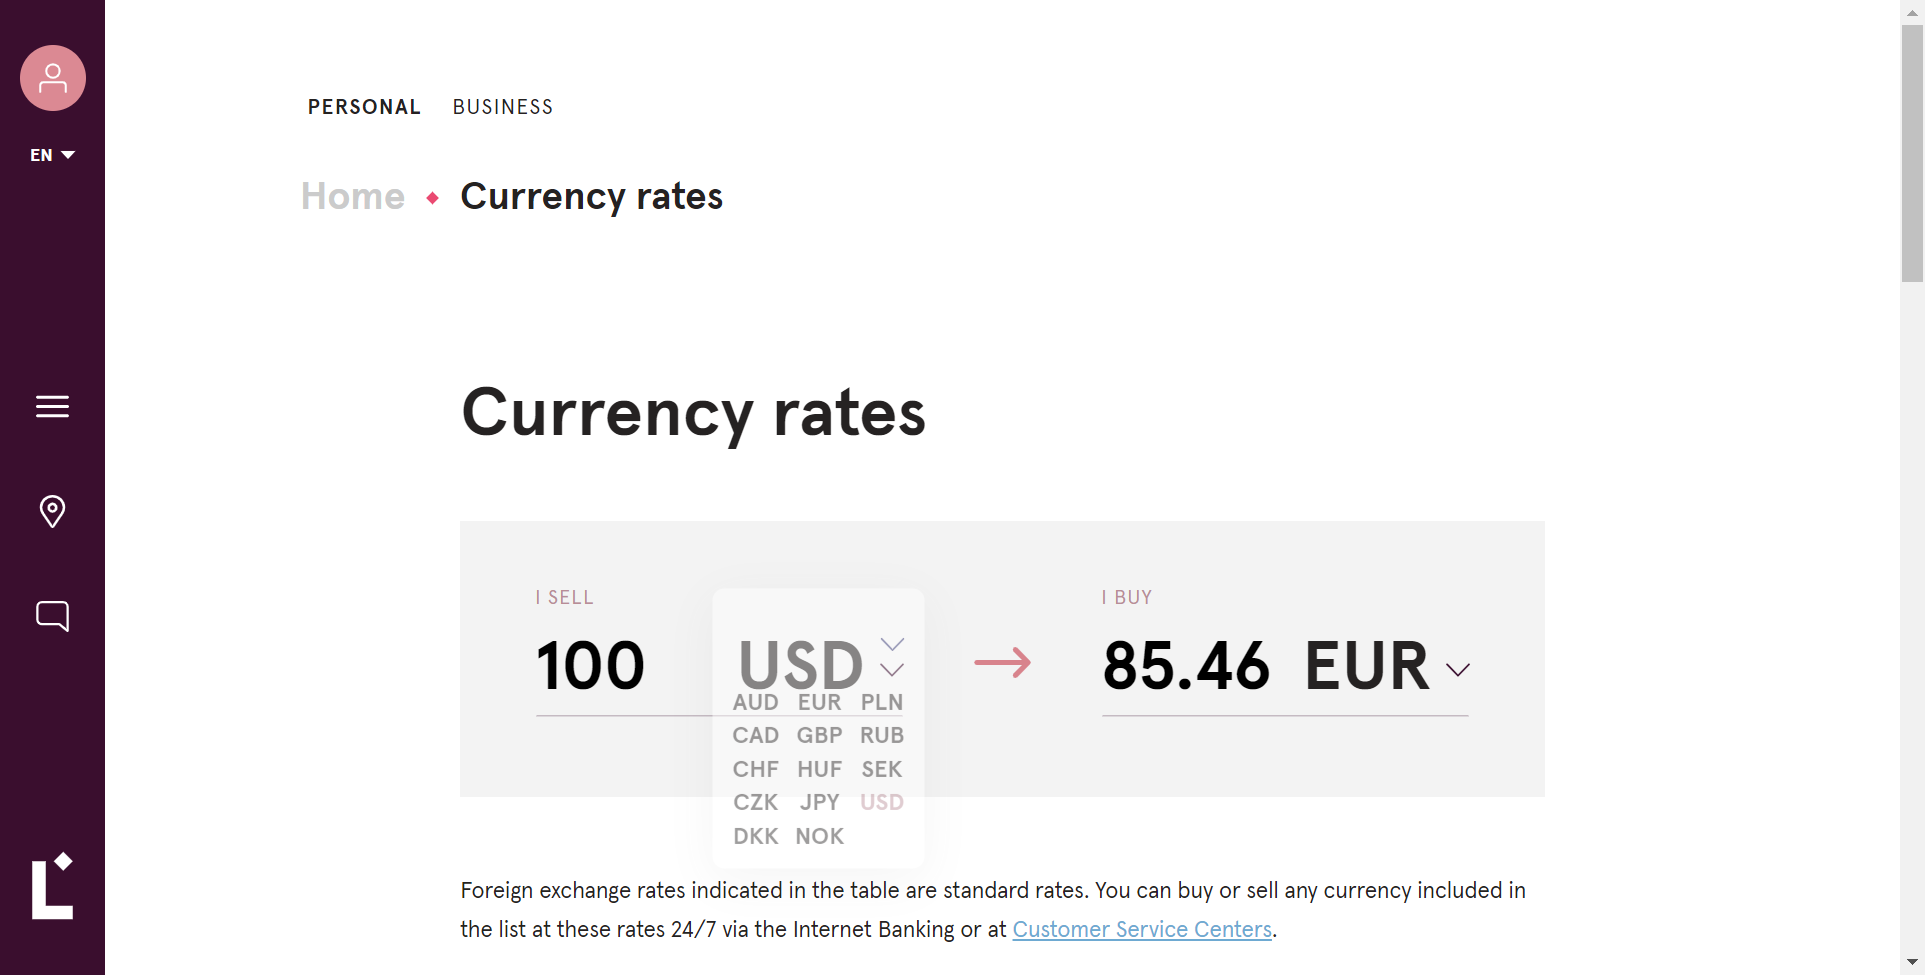 PERSONAL BUSINESS
EN
Home Currency rates
Currency rates
I SELL
100 USD
AUD EUR PLN
CAD GBP RUB
CHF HUF SEK
CZK JPY USD
DKK NOK
I BUY
85.46 EUR
Foreign exchange rates indicated in the table are standard rates. You can buy or sell any currency included in
the list at these rates 24/7 via the Internet Banking or at Customer Service Centers.